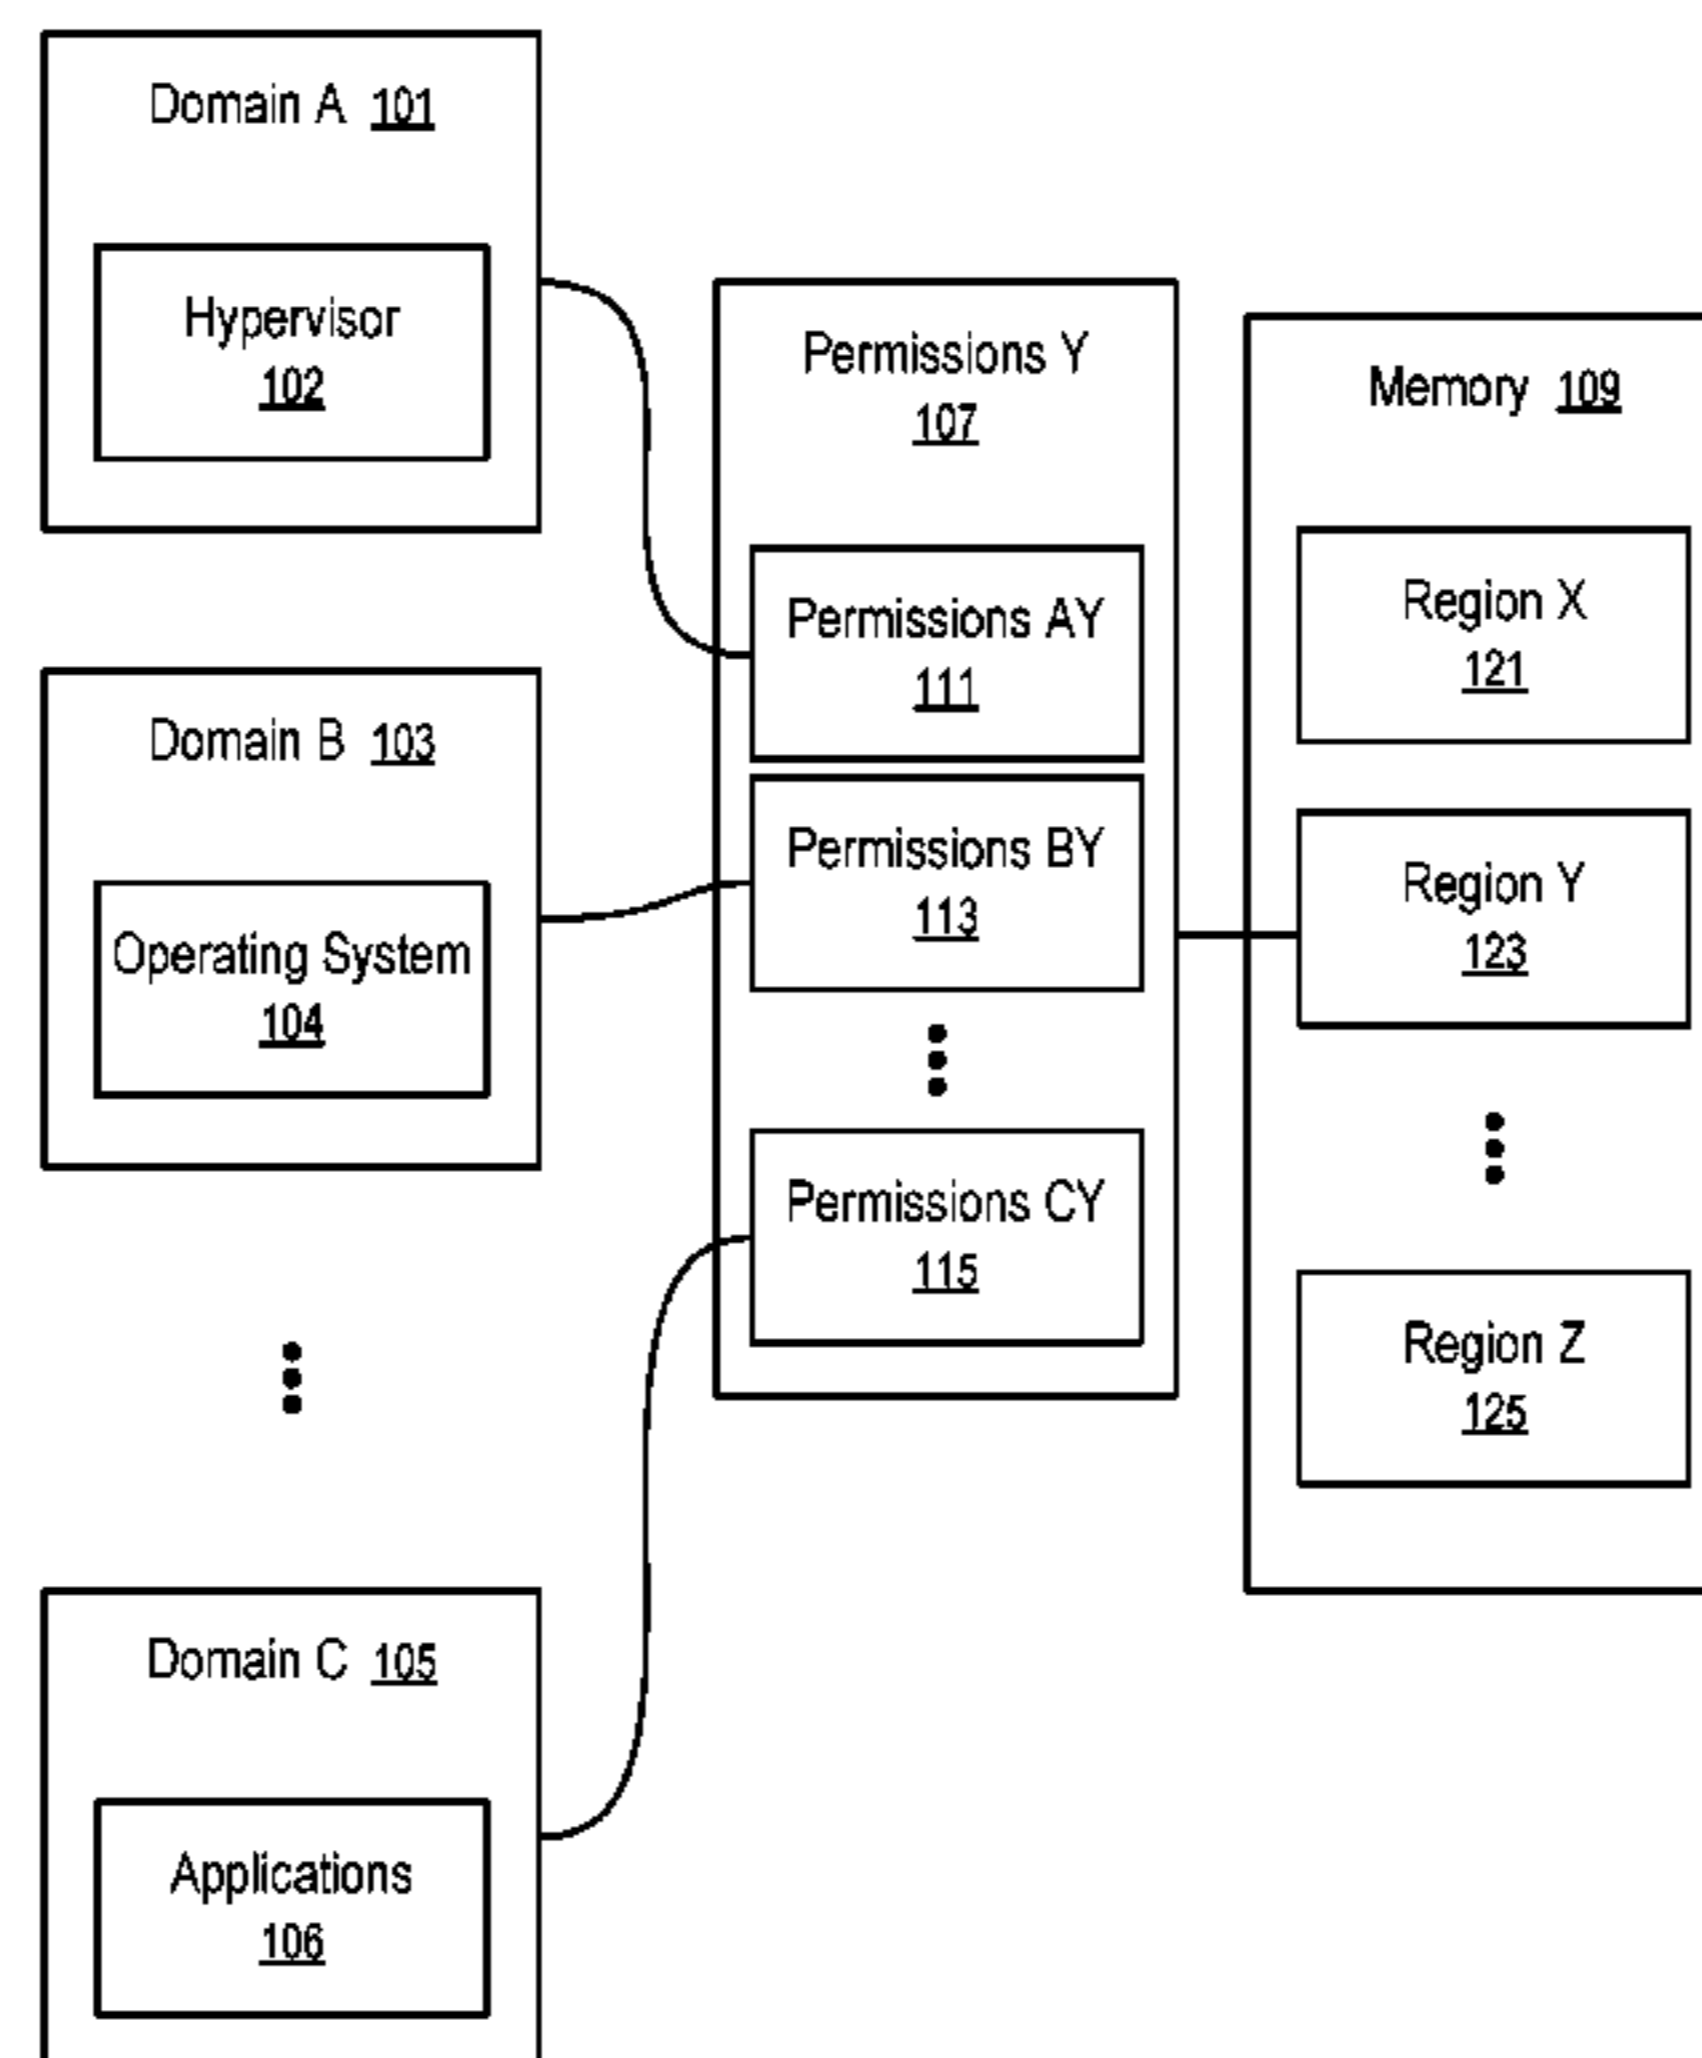 Domain A 101
Hypervisor
102
Domain B 103
Operating System
104
Domain C 105
Applications
106
Permissions Y
107
Permissions AY
111
Permissions BY
113
Permissions CY
115
Memory 109
Region X
121
Region Y
123
Region Z
125